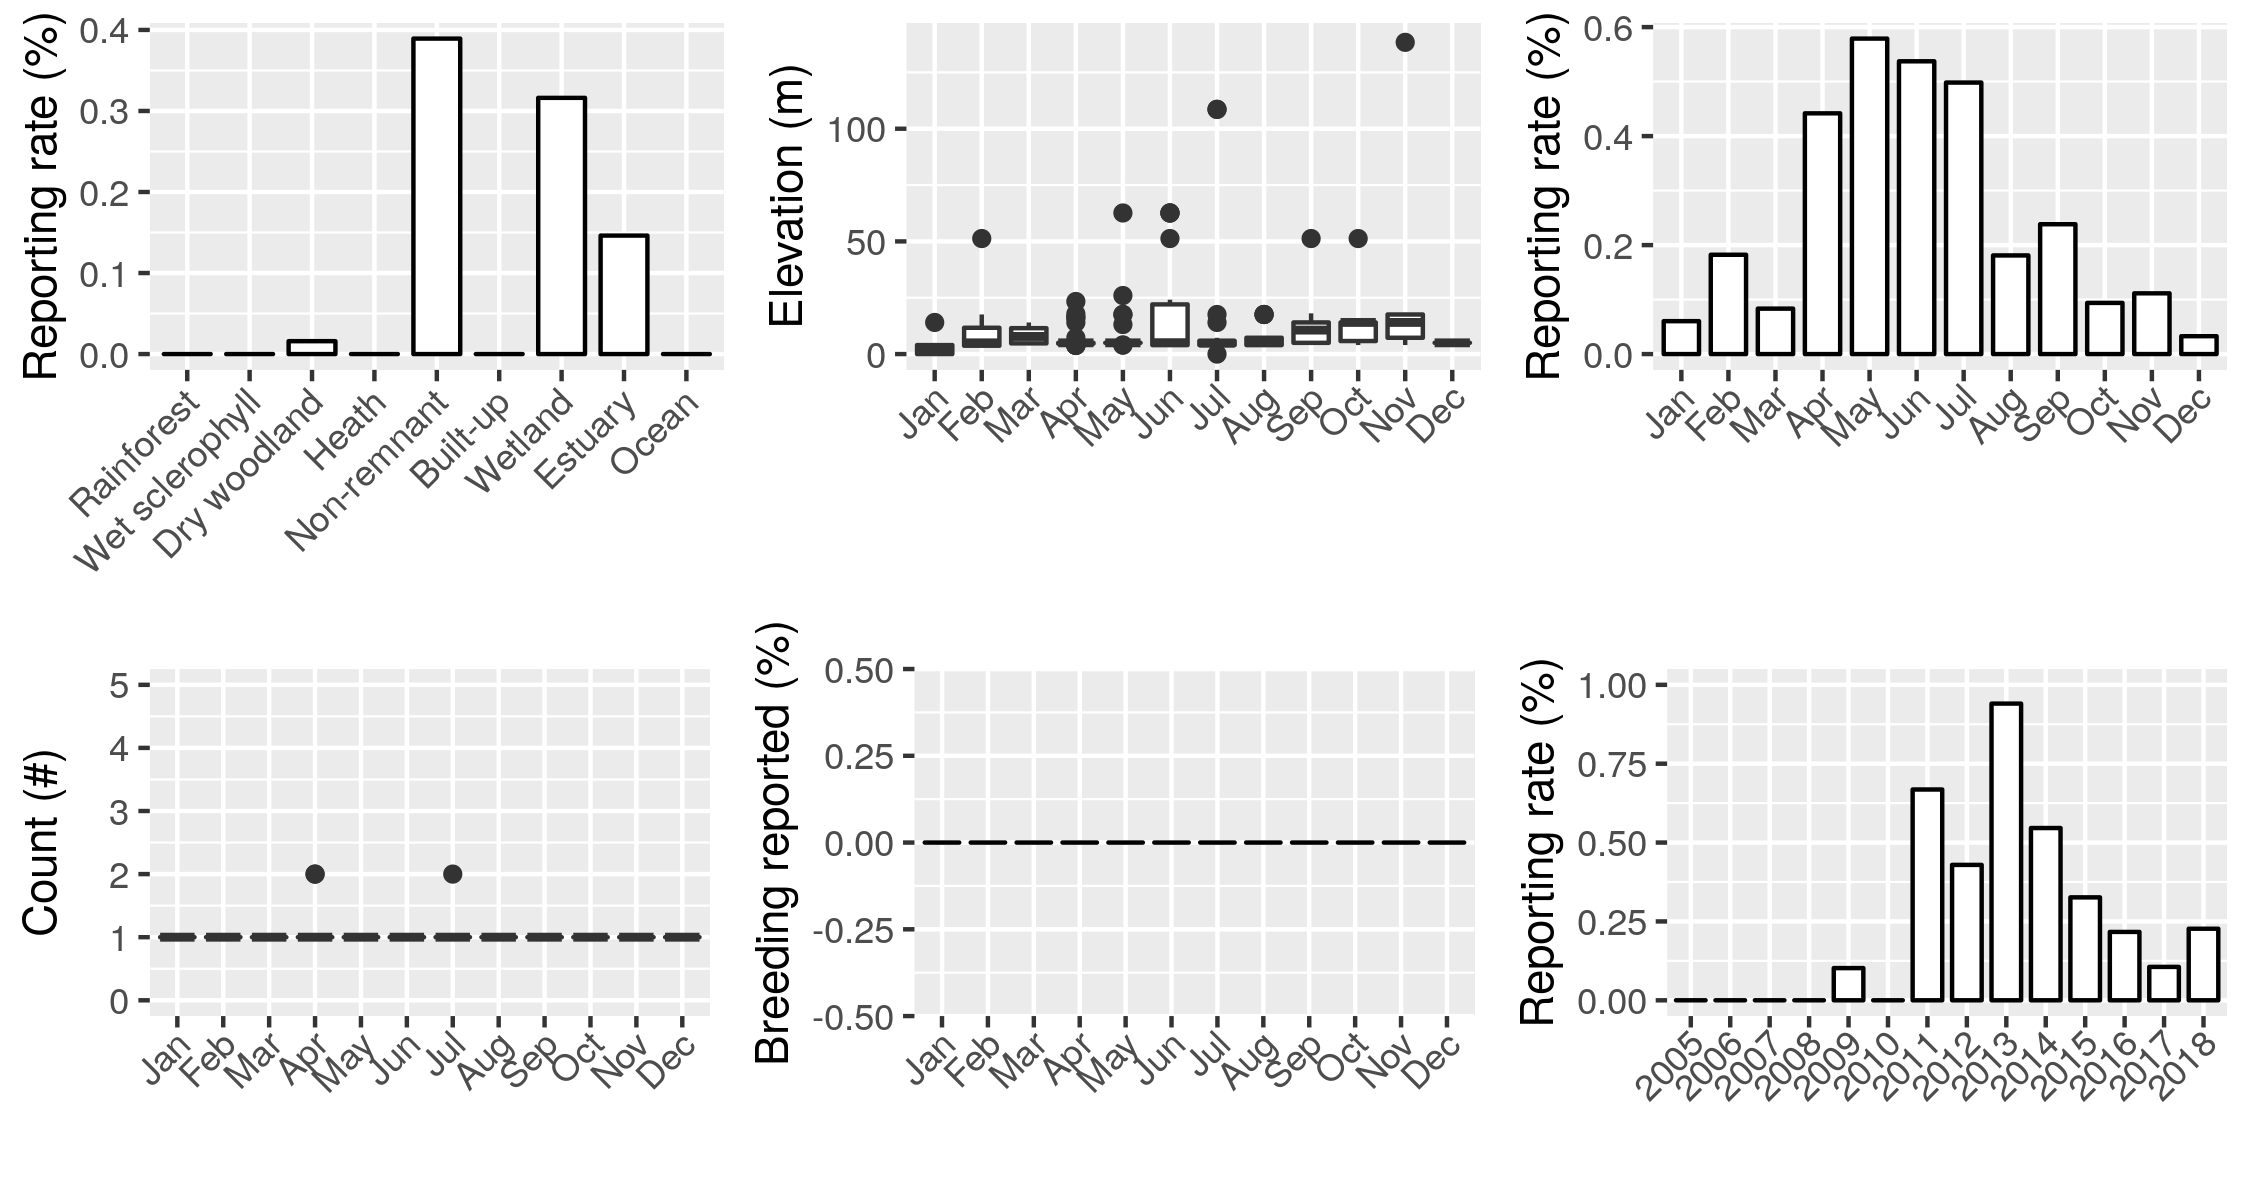 Reporting rate (%)
0.4
0.3
0.2
0.1
0.0
Rainforest
Wet sclerophyll
Dry woodland
Heath
Non-remnant
Built-up
Wetland
Estuary
Ocean
Elevation (m)
100
50
0
Jan
Feb
Mar
Apr
May
Jun
Jul
Aug
Sep
Oct
Nov
Dec
Reporting rate (%)
0.6
0.4
0.2
0.0
Jan
Feb
Mar
Apr
May
Jun
Jul
Aug
Sep
Oct
Nov
Dec
Count (#)
5
4
3
2
1
0
Jan
Feb
Mar
Apr
May
Jun
Jul
Aug
Sep
Oct
Nov
Dec
Breeding reported (%)
0.50
0.25
0.00
-0.25
-0.50
Jan
Feb
Mar
Apr
May
Jun
Jul
Aug
Sep
Oct
Nov
Dec
Reporting rate (%)
1.00
0.75
0.50
0.25
0.00
2005
2006
2007
2008
2009
2010
2011
2012
2013
2014
2015
2016
2017
2018